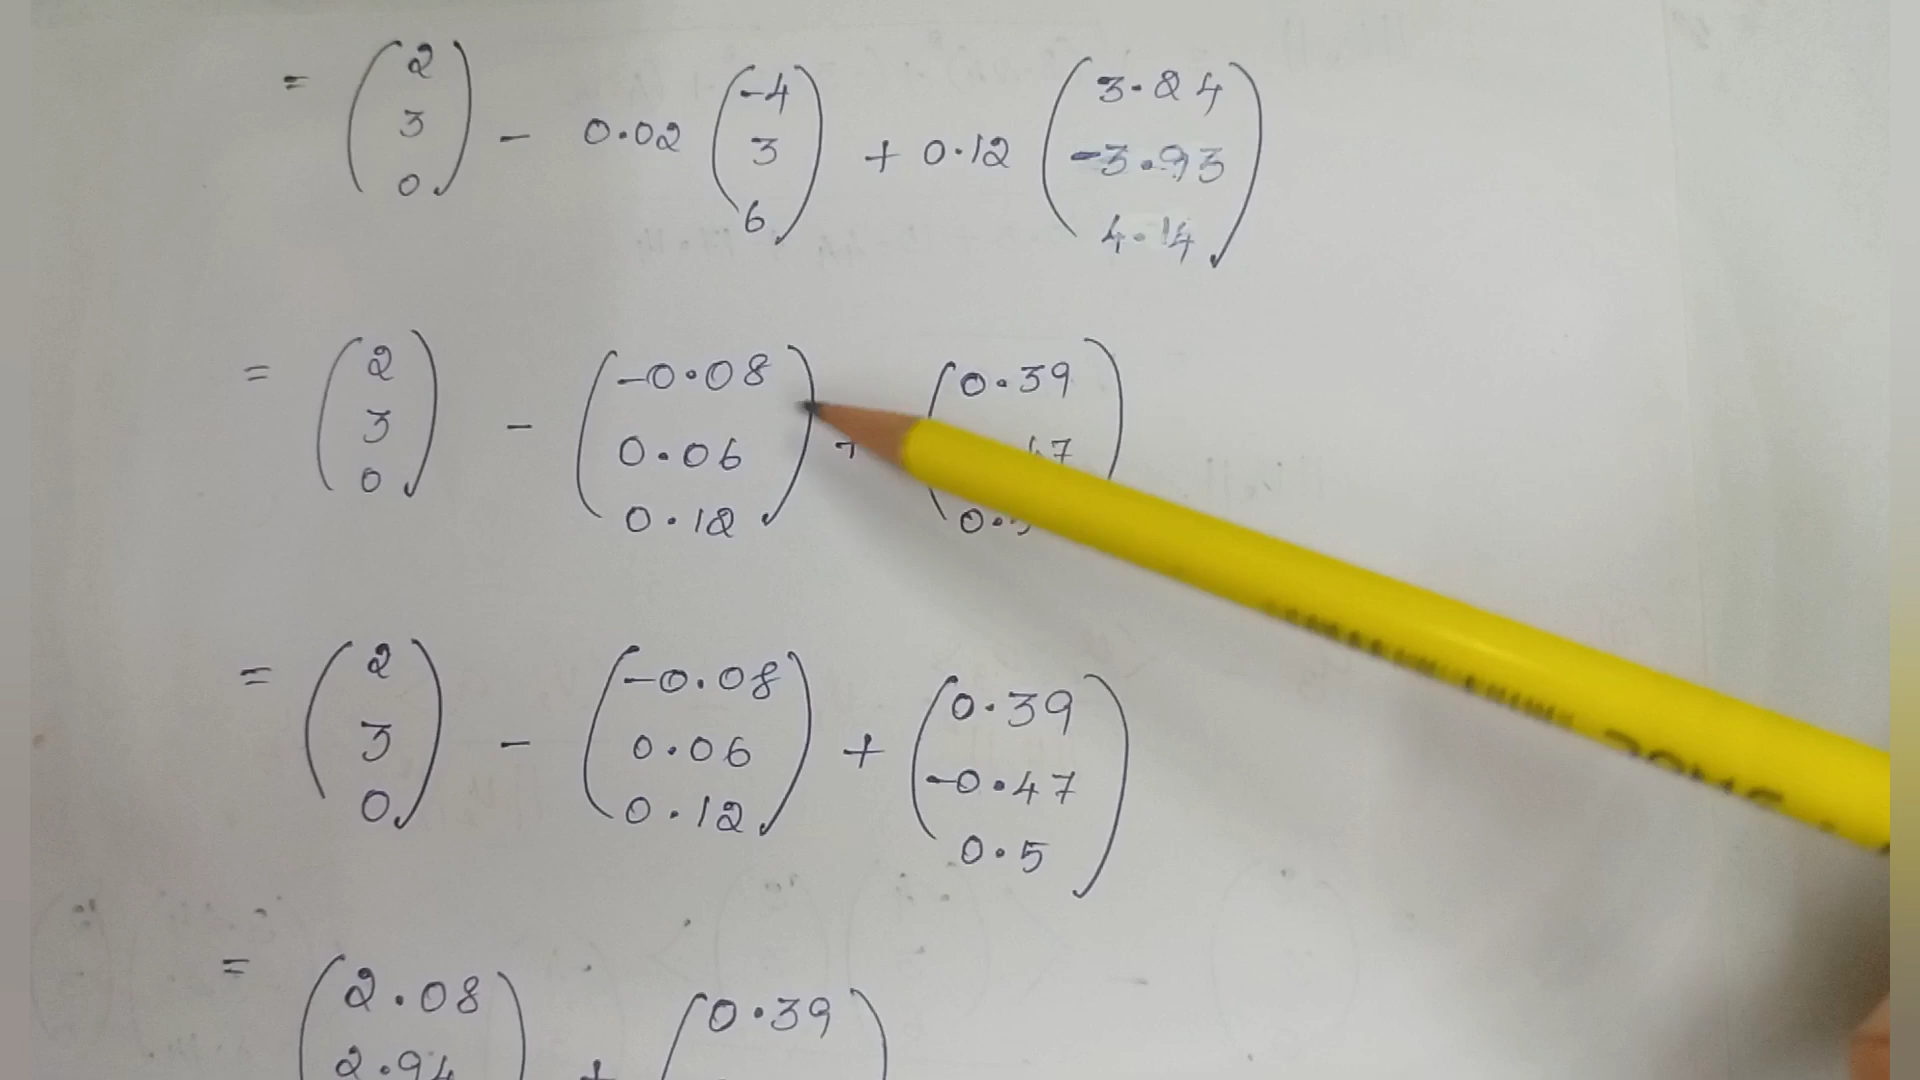 = (2 3 0) - 0.02 (-4 3 6) + 0.12 (3.24 -3.93 4.14)
= (2 3 0) - (-0.08 0.06 0.12) + (0.39 47 0.
= (2 3 0) - (-0.08 0.06 0.12) + (0.39 -0.47 0.5)
= (2.08 2.94 + (0.39